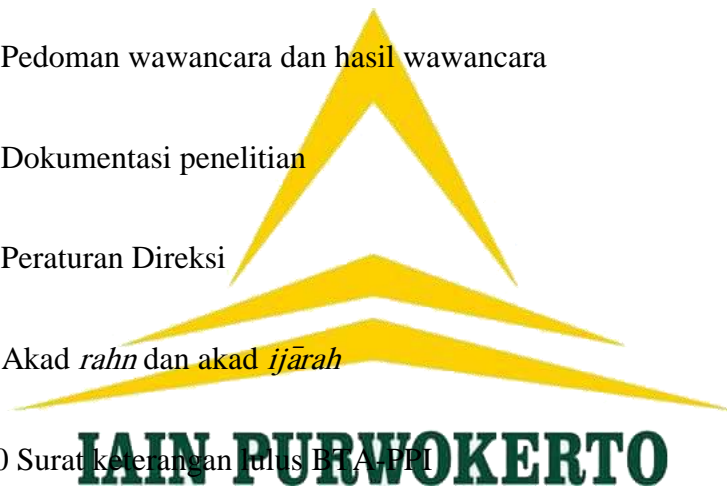 Pedoman wawancara dan hasil wawancara
Dokumentasi penelitian
Peraturan Direksi
Akad rahn dan akad ijārah
0 Surat keterangan lulus BTA-PPI
IAIN PURWOKERTO